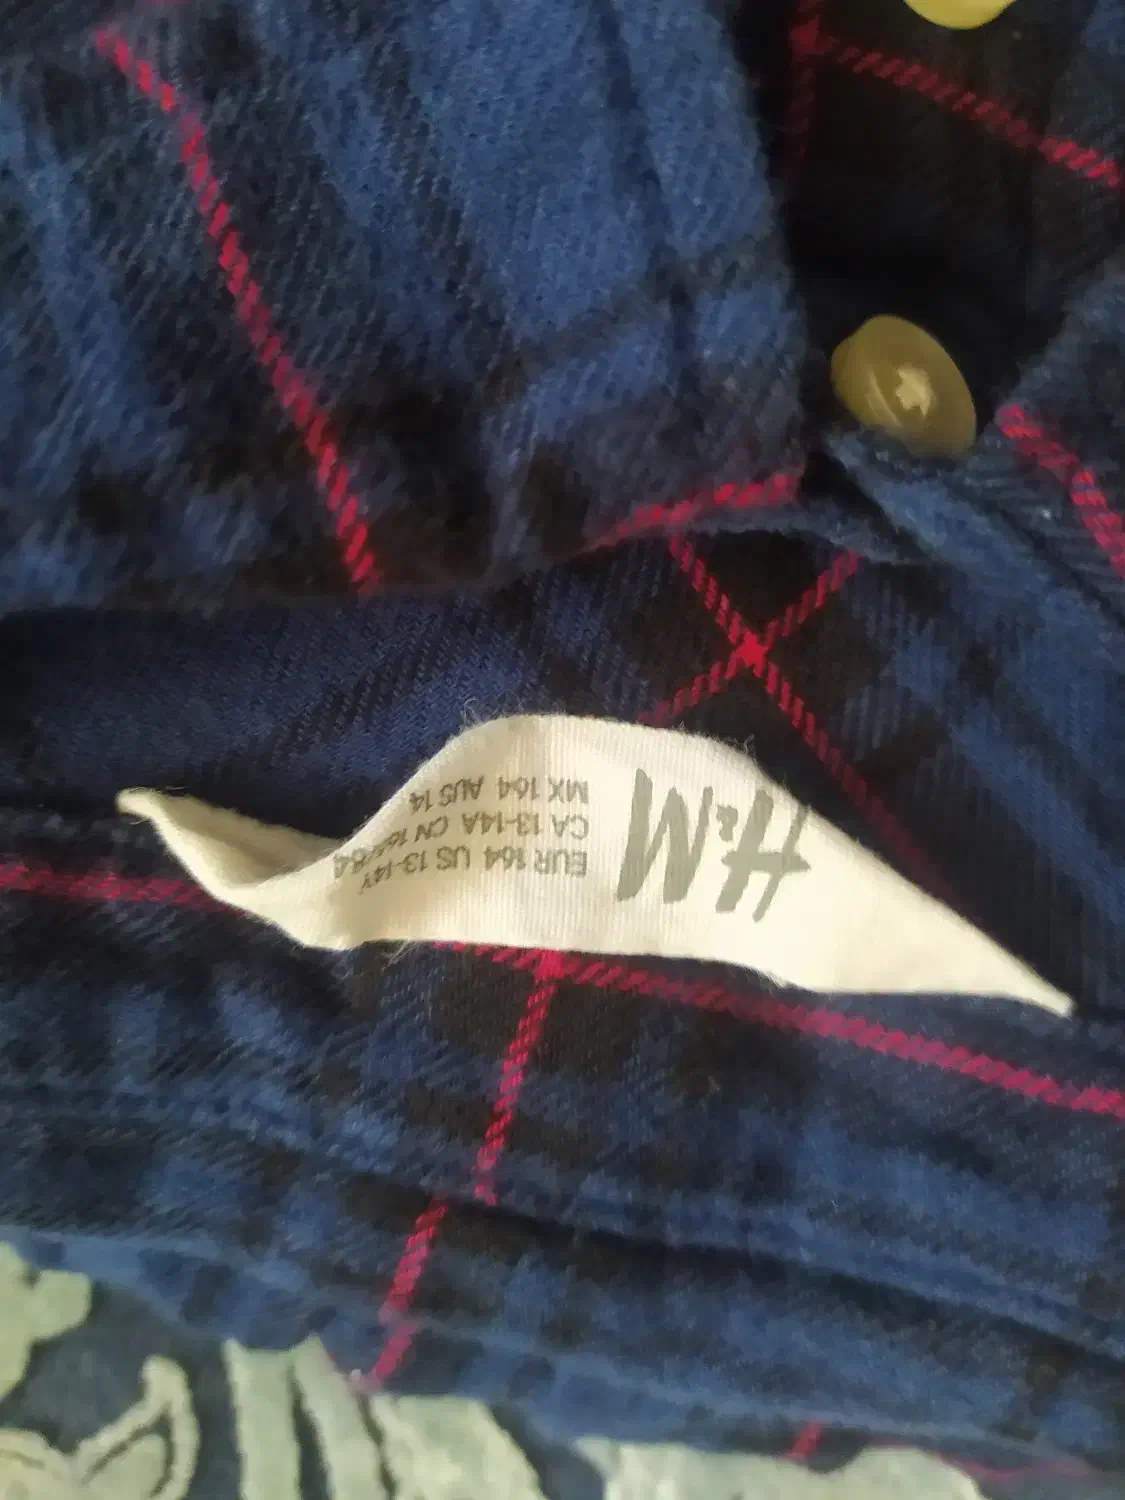 H&M
EUR 164 US 13-14Y
CA 13-14A CN 164/84
MX 164 AUS 14